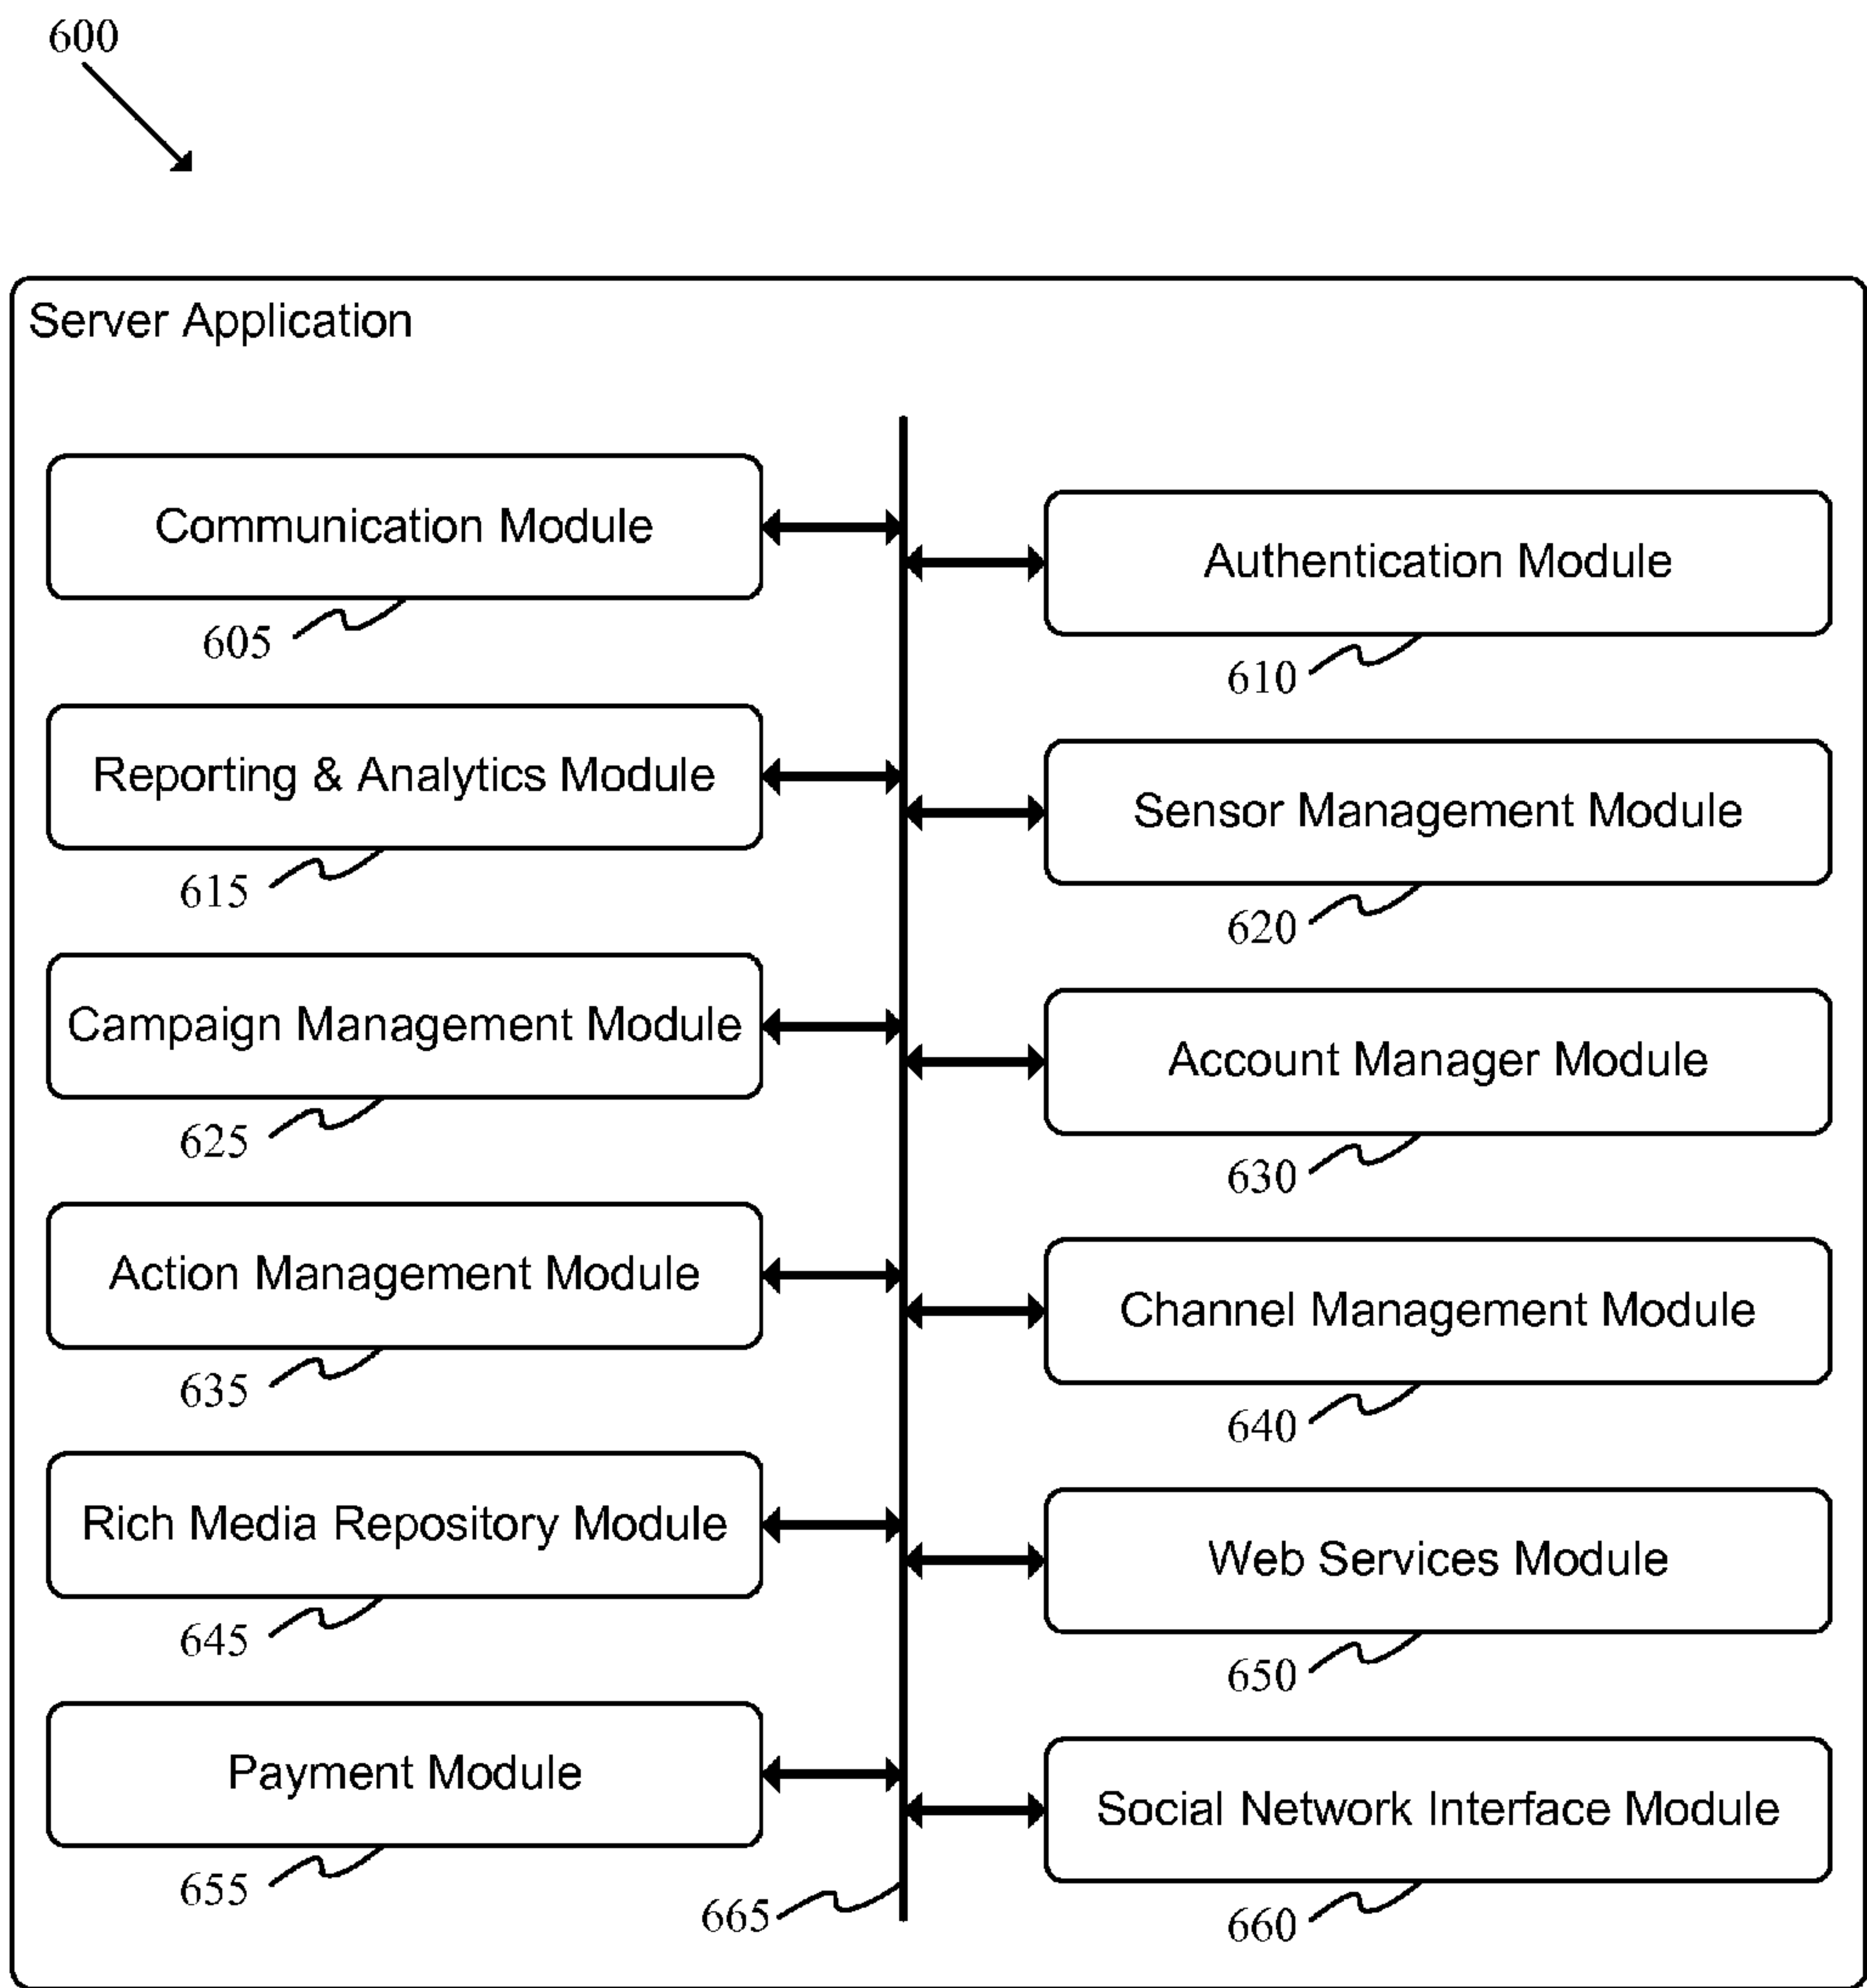 600
Server Application
Communication Module
605
Authentication Module
610
Reporting & Analytics Module
615
Sensor Management Module
620
Campaign Management Module
625
Account Manager Module
630
Action Management Module
635
Channel Management Module
640
Rich Media Repository Module
645
Web Services Module
650
Payment Module
655
Social Network Interface Module
660
665